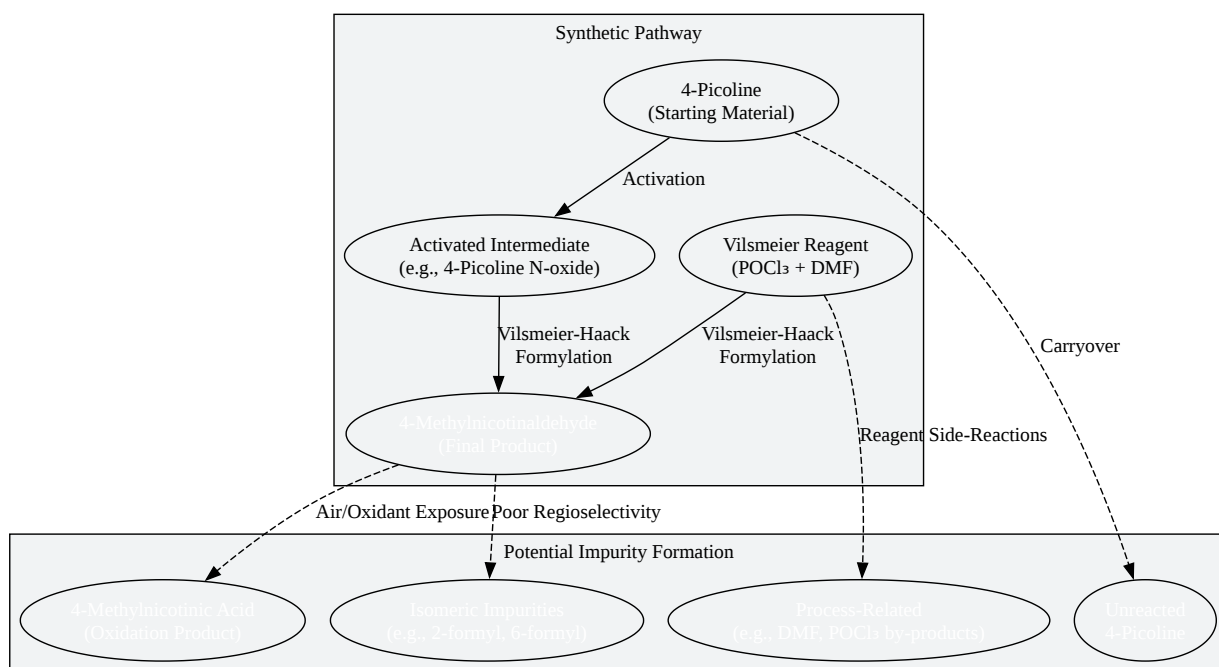 Synthetic Pathway
4-Picoline
(Starting Material)
Activation
Activated Intermediate
(e.g., 4-Picoline N-oxide)
Vilsmeier Reagent
(POCl₃ + DMF)
Vilsmeier-Haack
Formylation
Vilsmeier-Haack
Formylation
Carryover
4-Methylnicotinaldehyde
(Final Product)
Reagent Side-Reactions
Air/Oxidant Exposure
Poor Regioselectivity
Potential Impurity Formation
4-Methylnicotinic Acid
(Oxidation Product)
Isomeric Impurities
(e.g., 2-formyl, 6-formyl)
Process-Related
(e.g., DMF, POCl₃ by-products)
Unreacted
4-Picoline